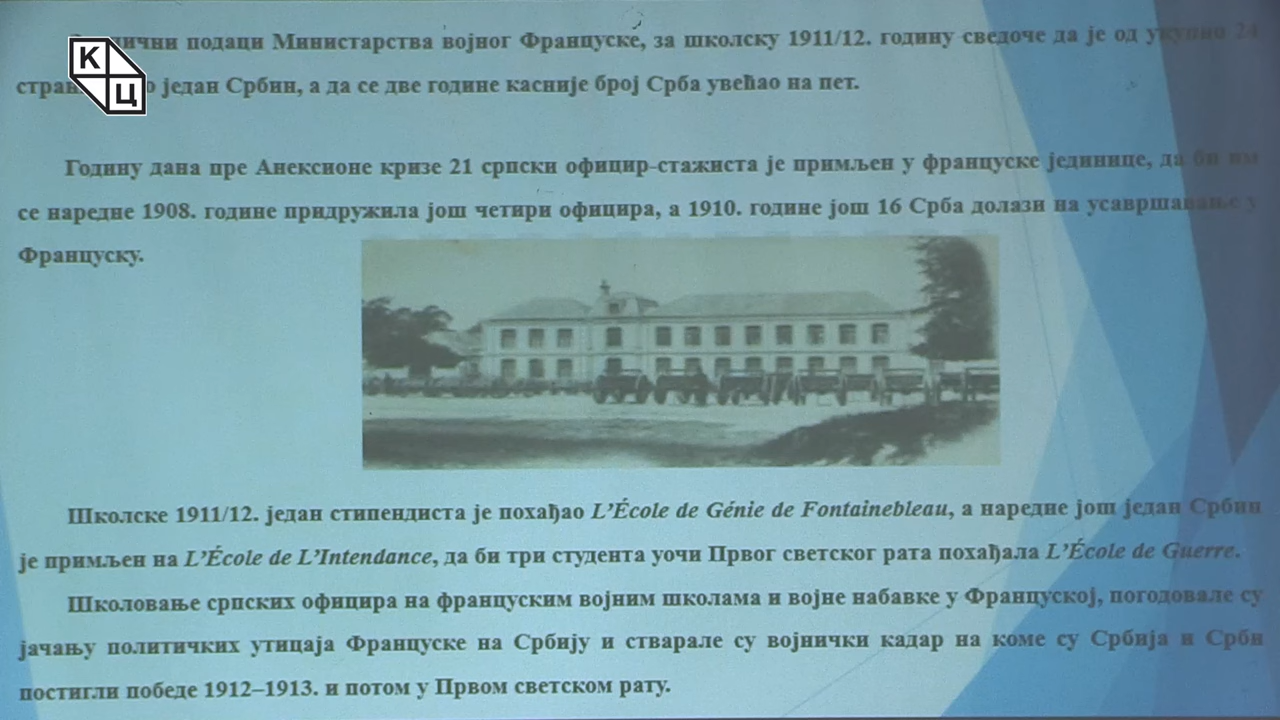 КЦ
подаци Министарства војног Француске, за школску 1911/12. годину сведоче да је од укупно 24
један Србин, а да се две године касније број Срба увећао на пет.
Годину дана пре Анексионе кризе 21 српски официр-стажиста је примљен у француске јединице, да би им
се наредне 1908. године придружила још четири официра, а 1910. године још 16 Срба долази на усавршавање у
Француску.
Школске 1911/12. један стипендиста је похађао L’École de Génie de Fontainebleau, а наредне још један Србин
је примљен на L’École de L’Intendance, да би три студента уочи Првог светског рата похађала L’École de Guerre.
Школовање српских официра на француским војним школама и војне набавке у Француској, погодовале су
јачању политичких утицаја Француске на Србију и стварале су војнички кадар на коме су Србија и Срби
постигли победе 1912–1913. и потом у Првом светском рату.